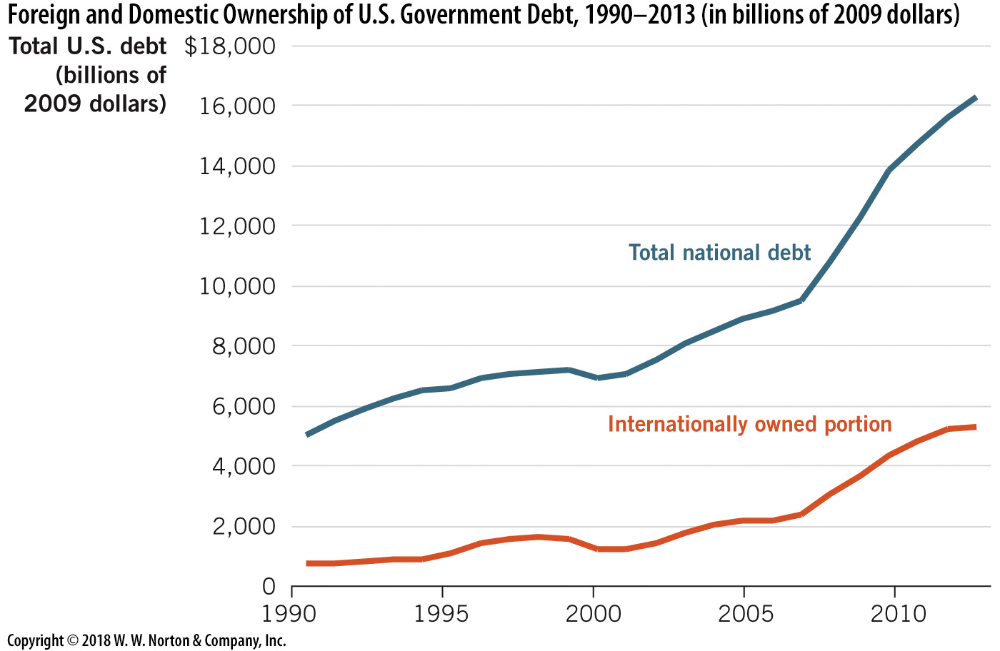 Foreign and Domestic Ownership of U.S. Government Debt, 1990–2013 (in billions of 2009 dollars)
Total U.S. debt
(billions of
2009 dollars)
$18,000
16,000
14,000
12,000
10,000
8,000
6,000
4,000
2,000
0
Total national debt
Internationally owned portion
1990 1995 2000 2005 2010
Copyright © 2018 W. W. Norton & Company, Inc.